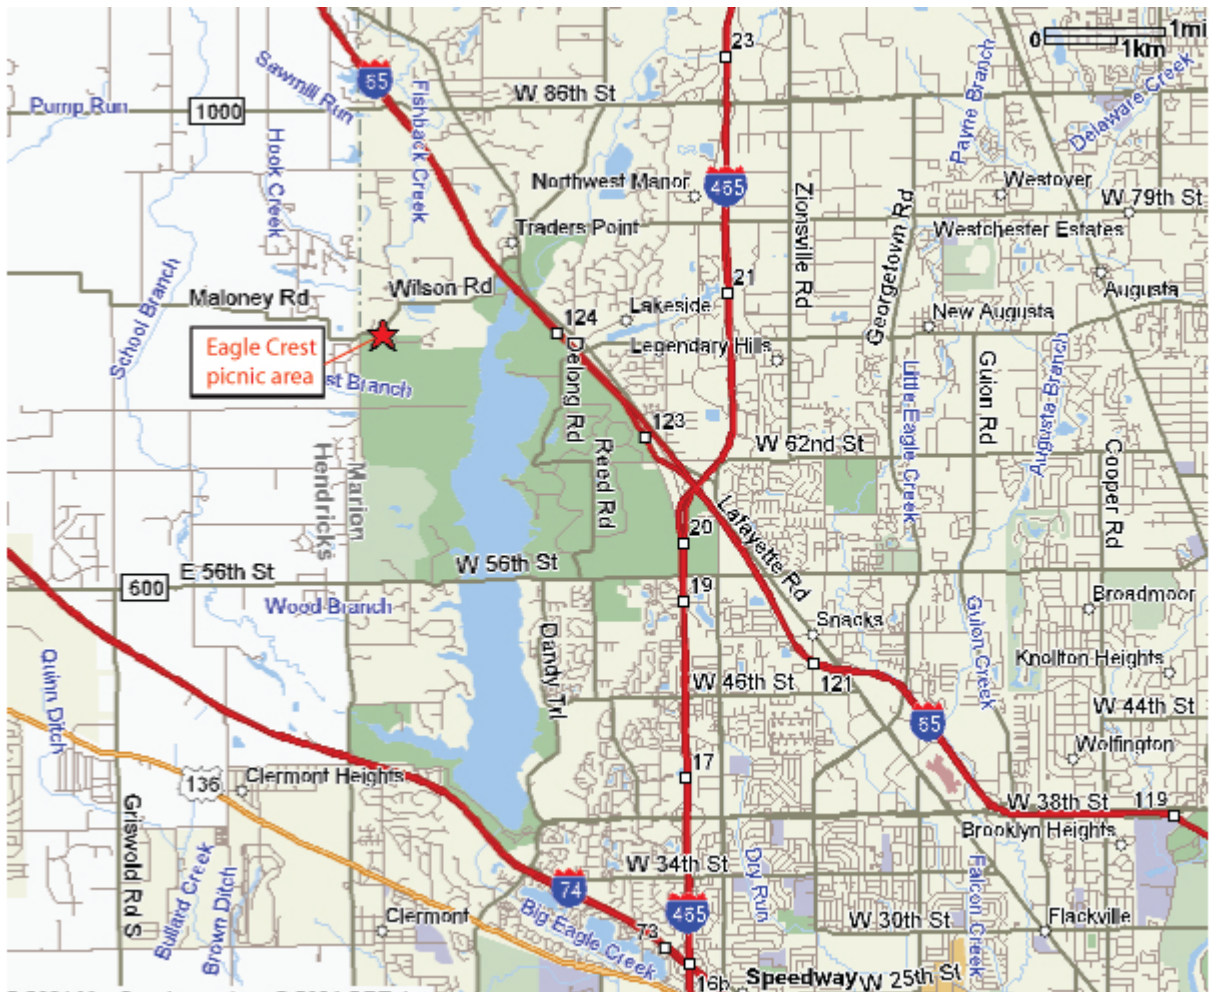 23
0
1mi
1km
65
Sawmill Run
Fishback Creek
Payne Branch
Delaware Creek
Pump Run
1000
W 86th St
Hook Creek
Northwest Manor
465
Zionsville Rd
Georgetown Rd
Westover
W 79th St
Westchester Estates
Traders Point
School Branch
Maloney Rd
Wilson Rd
21
Augusta
Lakeside
124
New Augusta
Eagle Crest
picnic area
Legendary Hills
Delong Rd
st Branch
Little Eagle Creek
Guion Rd
Augusta Branch
123
W 62nd St
Cooper Rd
Marion
Hendricks
Reed Rd
Lafayette Rd
20
E 56th St
W 56th St
600
19
Wood Branch
Broadmoor
Snacks
Guion Creek
Dandy Trl
Knollton Heights
Quinn Ditch
W 46th St
121
W 44th St
65
Wolfington
17
136
Clermont Heights
Griswold Rd S
W 38th St
119
Brooklyn Heights
W 34th St
Dry Run
Falcon Creek
74
Bullard Creek
Brown Ditch
Clermont
Big Eagle Creek
465
W 30th St
Flackville
73
16b
Speedway
W 25th St